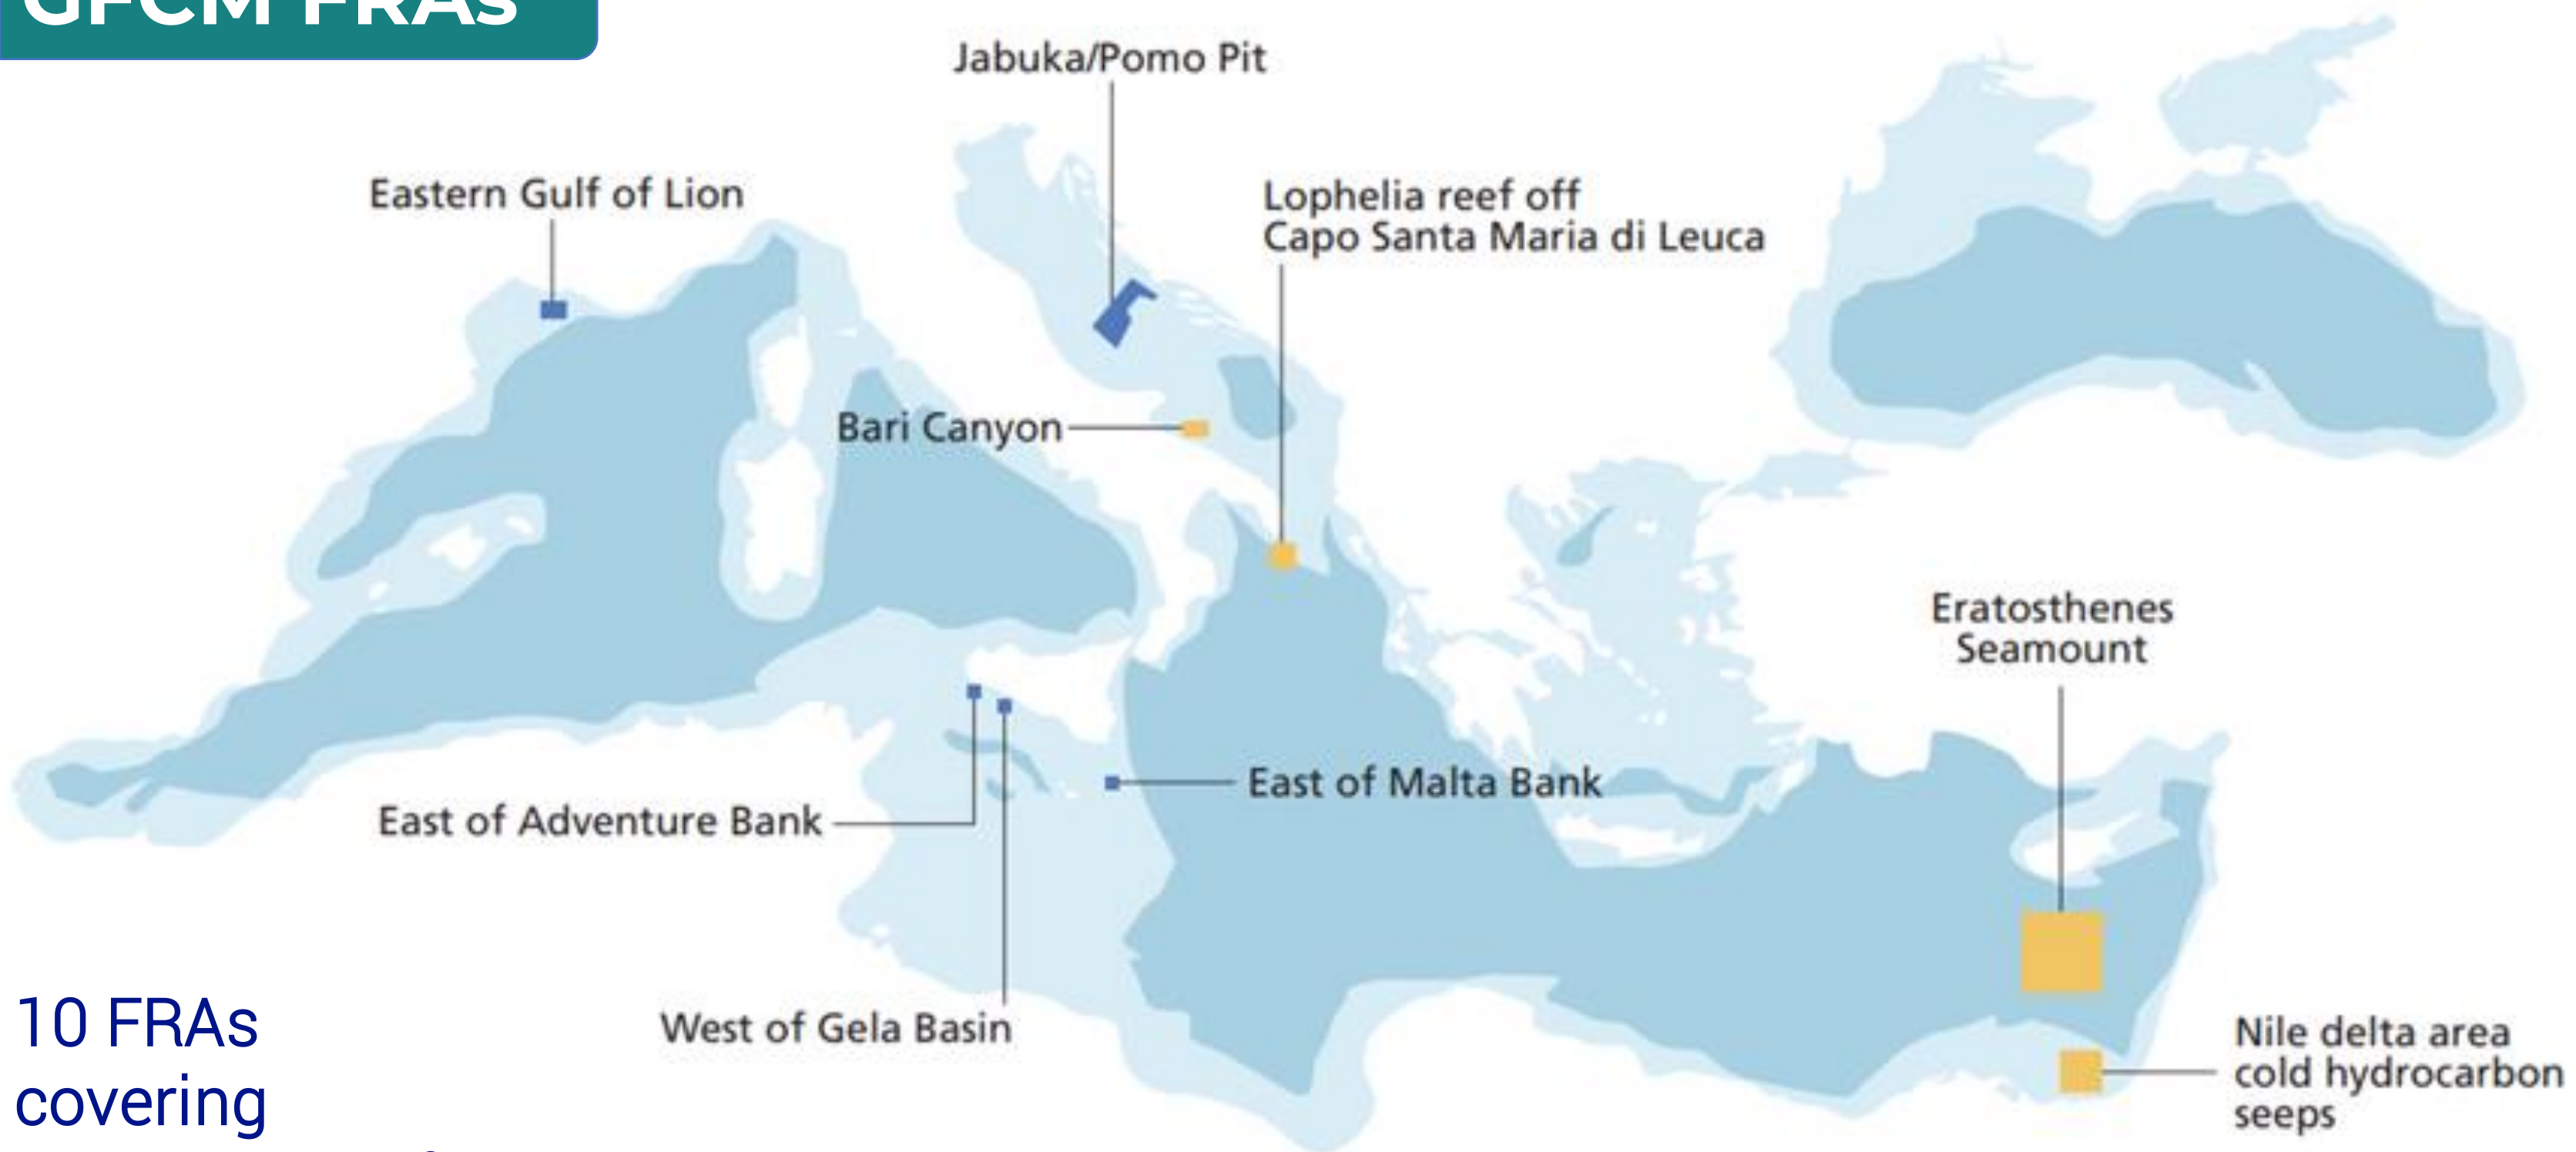 GFCM FRAs
Jabuka/Pomo Pit
Eastern Gulf of Lion
Lophelia reef off
Capo Santa Maria di Leuca
Bari Canyon
Eratosthenes
Seamount
East of Malta Bank
East of Adventure Bank
West of Gela Basin
10 FRAs
covering
Nile delta area
cold hydrocarbon
seeps